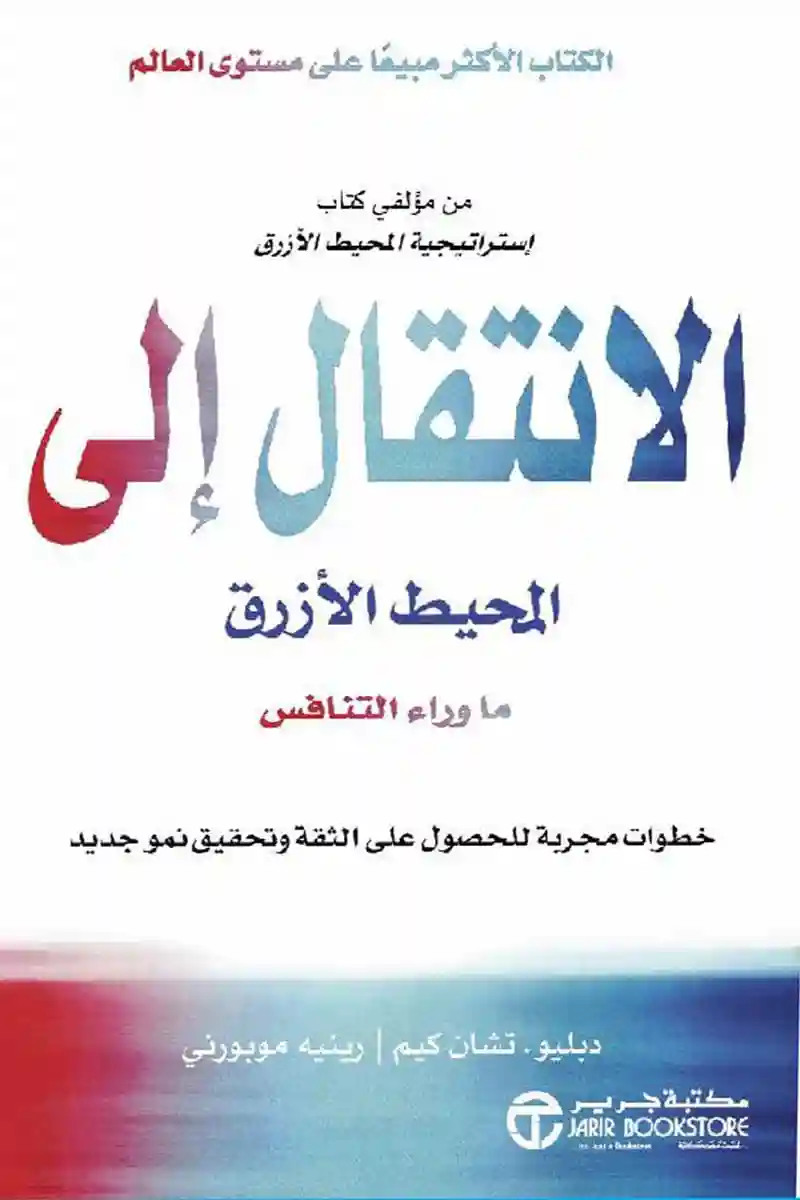 الكتاب الأكثر مبيعًا على مستوى العالم
من مؤلفي كتاب
إستراتيجية المحيط الأزرق
الانتقال إلى
المحيط الأزرق
ما وراء التنافس
خطوات مجربة للحصول على الثقة وتحقيق نمو جديد
دبليو. تشان كيم | رينيه موبورني
مكتبة جرير
JARIR BOOKSTORE